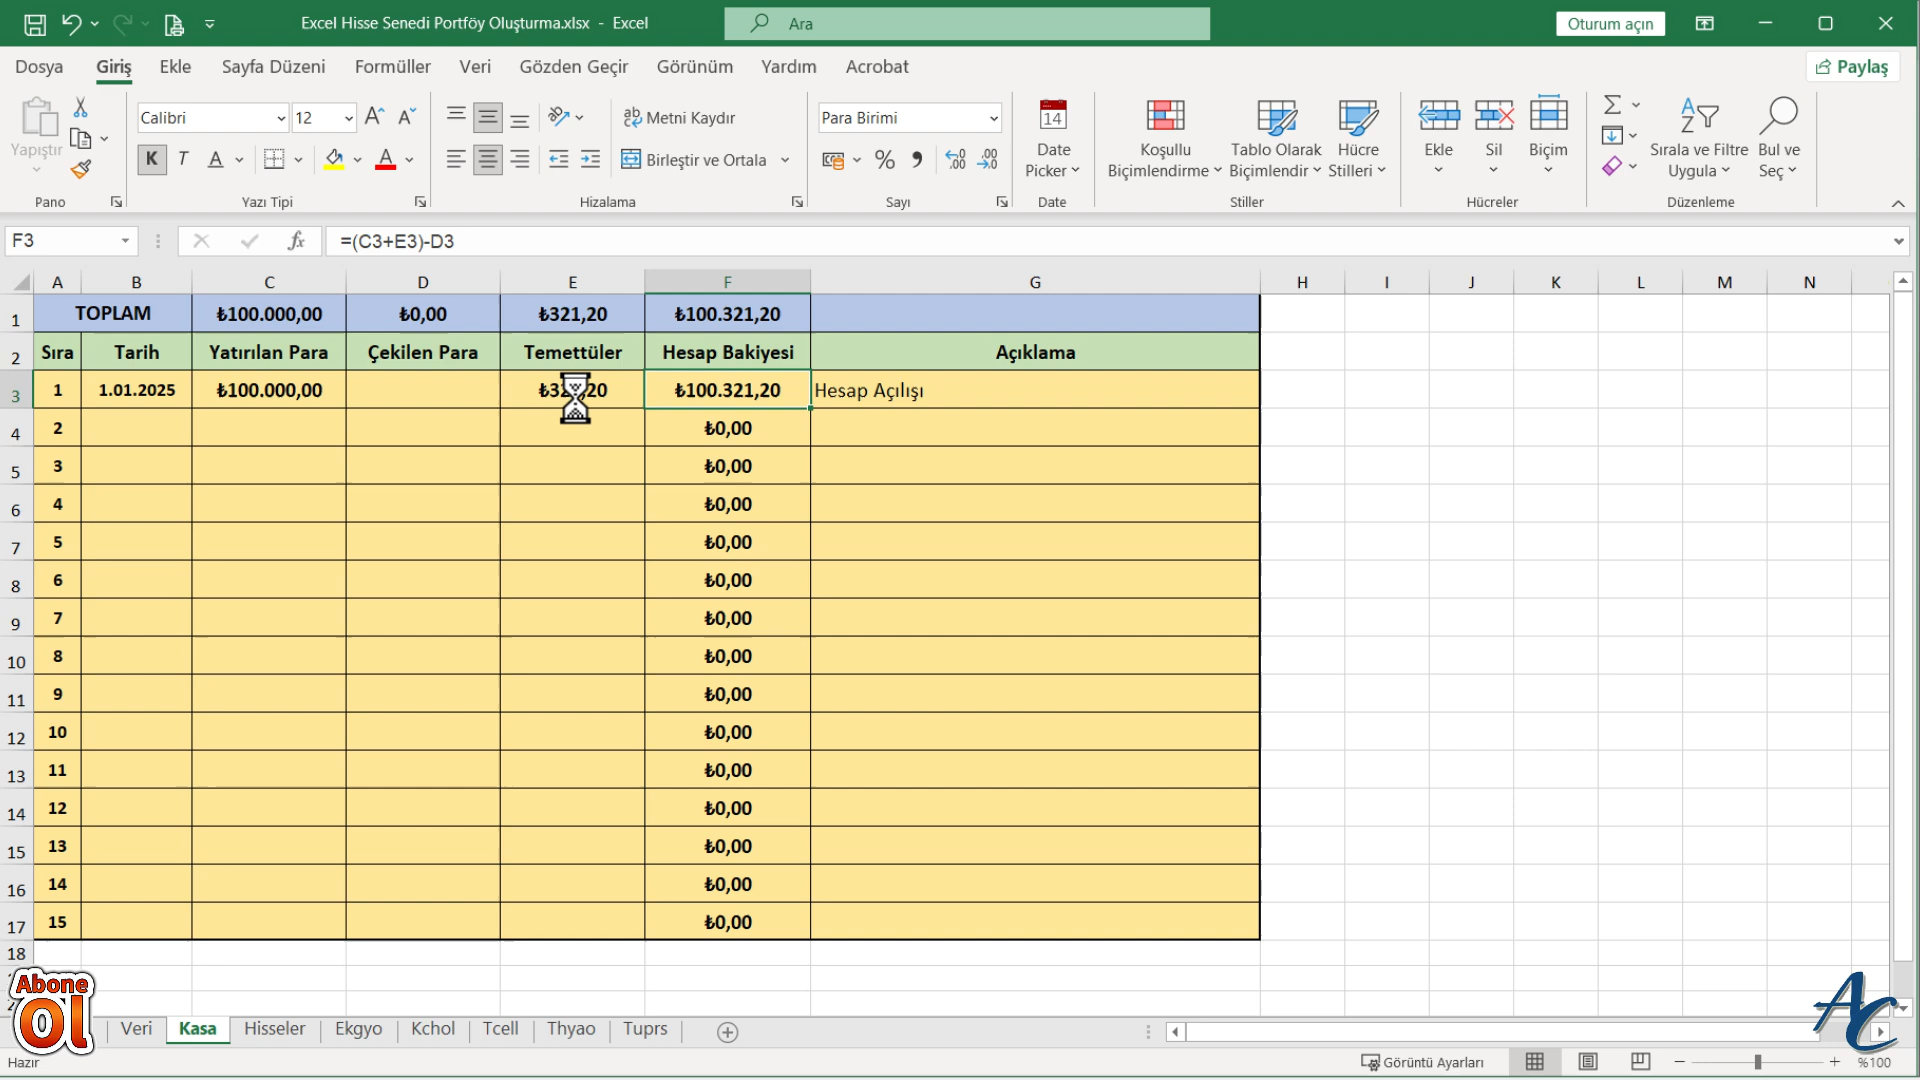 Excel Hisse Senedi Portföy Oluşturma.xlsx - Excel
Ara
Oturum açın
Dosya Giriş Ekle Sayfa Düzeni Formüller Veri Gözden Geçir Görünüm Yardım Acrobat
Paylaş
Yapıştır
Calibri 12
K T A A
Metni Kaydır
Birleştir ve Ortala
Para Birimi
14
Date Picker
Koşullu Biçimlendirme
Tablo Olarak Biçimlendir
Hücre Stilleri
Ekle
Sil
Biçim
Sırala ve Filtre Uygula
Bul ve Seç
Pano Yazı Tipi Hizalama Sayı Date Stiller Hücreler Düzenleme
F3 fx =(C3+E3)-D3
A B C D E F G H I J K L M N
1 TOPLAM ₺100.000,00 ₺0,00 ₺321,20 ₺100.321,20
2 Sıra Tarih Yatırılan Para Çekilen Para Temettüler Hesap Bakiyesi Açıklama
3 1 1.01.2025 ₺100.000,00 ₺100.321,20 Hesap Açılışı
4 2 ₺0,00
5 3 ₺0,00
6 4 ₺0,00
7 5 ₺0,00
8 6 ₺0,00
9 7 ₺0,00
10 8 ₺0,00
11 9 ₺0,00
12 10 ₺0,00
13 11 ₺0,00
14 12 ₺0,00
15 13 ₺0,00
16 14 ₺0,00
17 15 ₺0,00
18
Abone
Ol
AC
Veri Kasa Hisseler Ekgyo Kchol Tcell Thyao Tuprs
Hazır
Görüntü Ayarları
%100